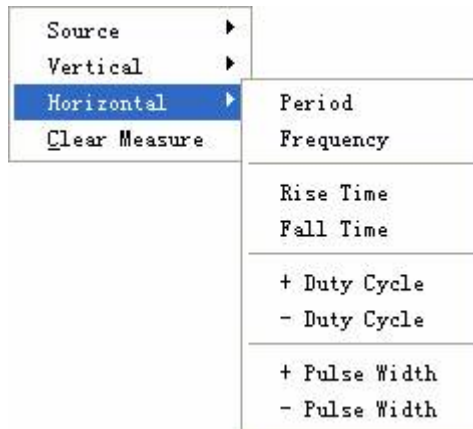 Source
Vertical
Horizontal
Clear Measure
Period
Frequency
Rise Time
Fall Time
+ Duty Cycle
- Duty Cycle
+ Pulse Width
- Pulse Width